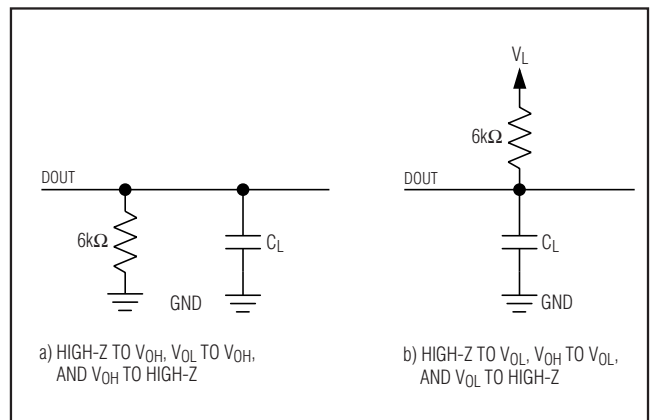 DOUT
6kΩ
C_L
GND
a) HIGH-Z TO V_OH, V_OL TO V_OH,
AND V_OH TO HIGH-Z
V_L
6kΩ
DOUT
C_L
GND
b) HIGH-Z TO V_OL, V_OH TO V_OL,
AND V_OL TO HIGH-Z